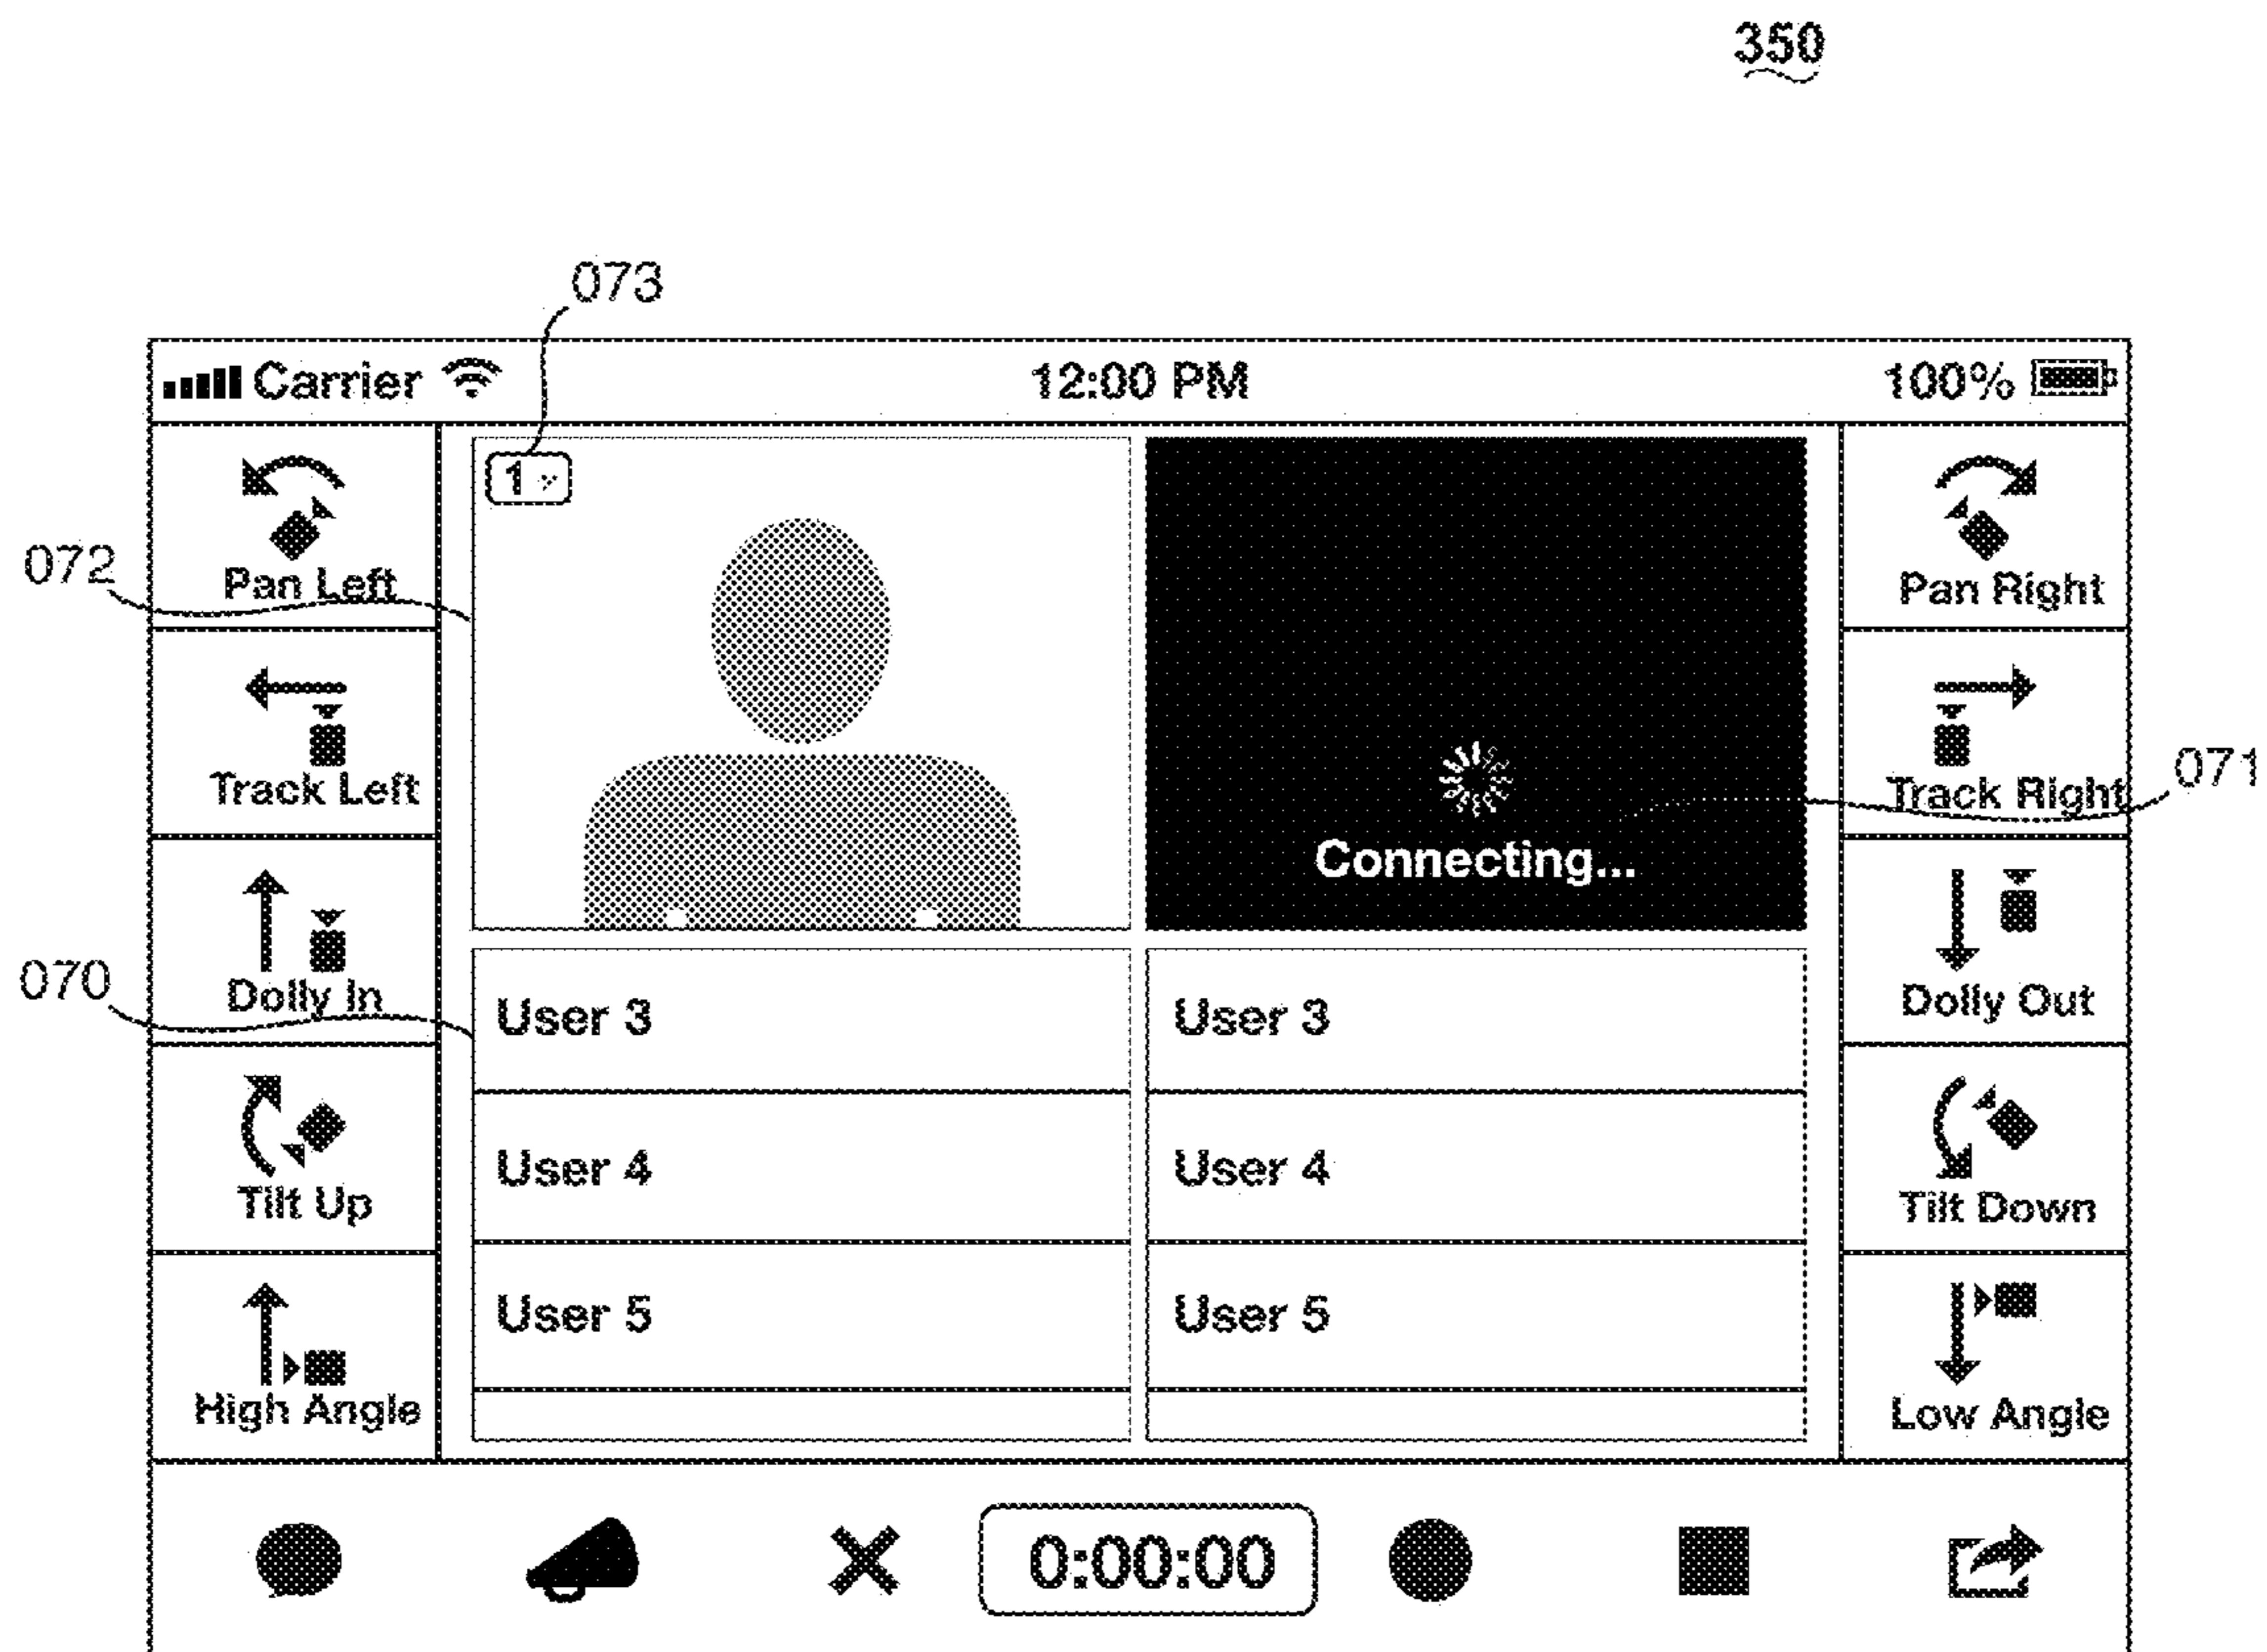 350
073
Carrier 12:00 PM 100%
1
072
Pan Left
Pan Right
Track Left
Track Right
071
Connecting...
070
Dolly In
Dolly Out
User 3
User 3
User 4
User 4
Tilt Up
Tilt Down
User 5
User 5
High Angle
Low Angle
0:00:00